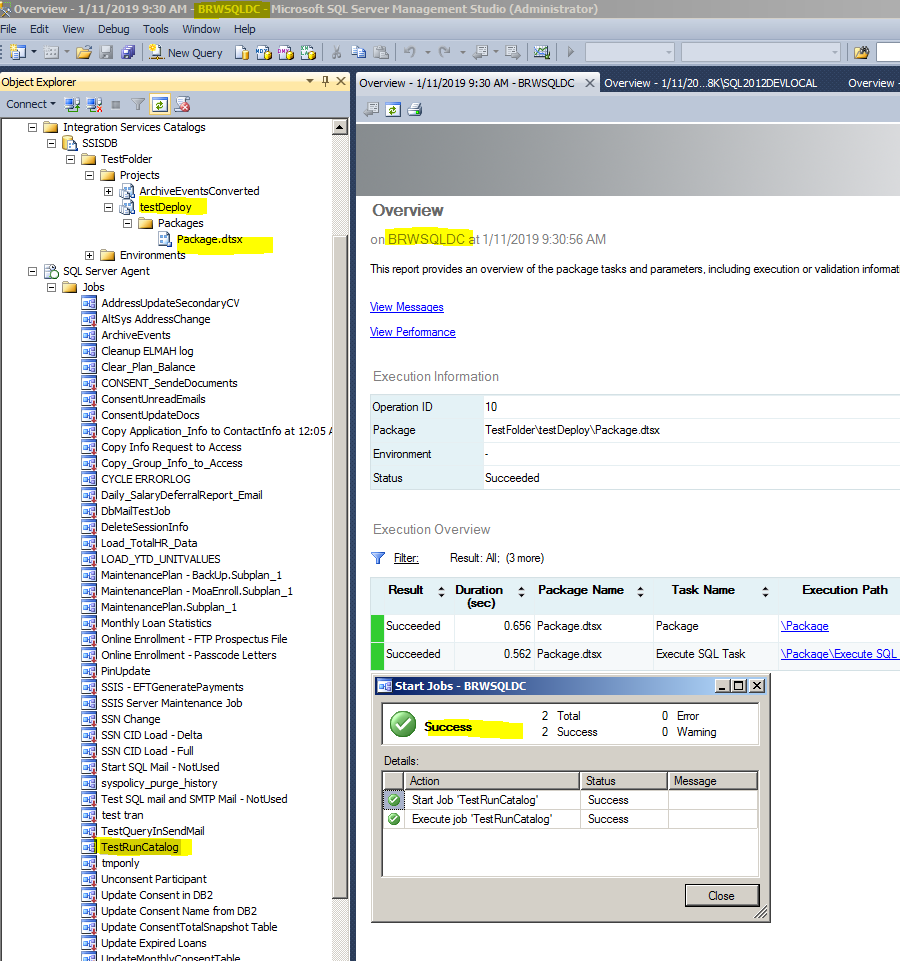 Overview - 1/11/2019 9:30 AM - BRWSQLDC - Microsoft SQL Server Management Studio (Administrator)
File Edit View Debug Tools Window Help
New Query
Object Explorer
Connect
Integration Services Catalogs
SSISDB
TestFolder
Projects
ArchiveEventsConverted
testDeploy
Packages
Package.dtsx
Environments
SQL Server Agent
Jobs
AddressUpdateSecondaryCV
AltSys AddressChange
ArchiveEvents
Cleanup ELMAH log
Clear_Plan_Balance
CONSENT_SendeDocuments
ConsentUnreadEmails
ConsentUpdateDocs
Copy Application_Info to ContactInfo at 12:05 A
Copy Info Request to Access
Copy_Group_Info_to_Access
CYCLE ERRORLOG
Daily_SalaryDeferralReport_Email
DbMailTestJob
DeleteSessionInfo
Load_TotalHR_Data
LOAD_YTD_UNITVALUES
MaintenancePlan - BackUp.Subplan_1
MaintenancePlan - MoaEnroll.Subplan_1
MaintenancePlan.Subplan_1
Monthly Loan Statistics
Online Enrollment - FTP Prospectus File
Online Enrollment - Passcode Letters
PinUpdate
SSIS - EFTGeneratePayments
SSIS Server Maintenance Job
SSN Change
SSN CID Load - Delta
SSN CID Load - Full
Start SQL Mail - NotUsed
syspolicy_purge_history
Test SQL mail and SMTP Mail - NotUsed
test tran
TestQueryInSendMail
TestRunCatalog
tmponly
Unconsent Participant
Update Consent in DB2
Update Consent Name from DB2
Update ConsentTotalSnapshot Table
Update Expired Loans
UpdateMonthlyConsentTable
Overview - 1/11/2019 9:30 AM - BRWSQLDC Overview - 1/11/20...8K\SQL2012DEVLOCAL Overview -
Overview
on BRWSQLDC at 1/11/2019 9:30:56 AM
This report provides an overview of the package tasks and parameters, including execution or validation informat
View Messages
View Performance
Execution Information
Operation ID 10
Package TestFolder\testDeploy\Package.dtsx
Environment -
Status Succeeded
Execution Overview
Filter: Result: All; (3 more)
Result Duration (sec) Package Name Task Name Execution Path
Succeeded 0.656 Package.dtsx Package \Package
Succeeded 0.562 Package.dtsx Execute SQL Task \Package\Execute SQL
Start Jobs - BRWSQLDC
Success
2 Total 0 Error
2 Success 0 Warning
Details:
Action Status Message
Start Job 'TestRunCatalog' Success
Execute job 'TestRunCatalog' Success
Close